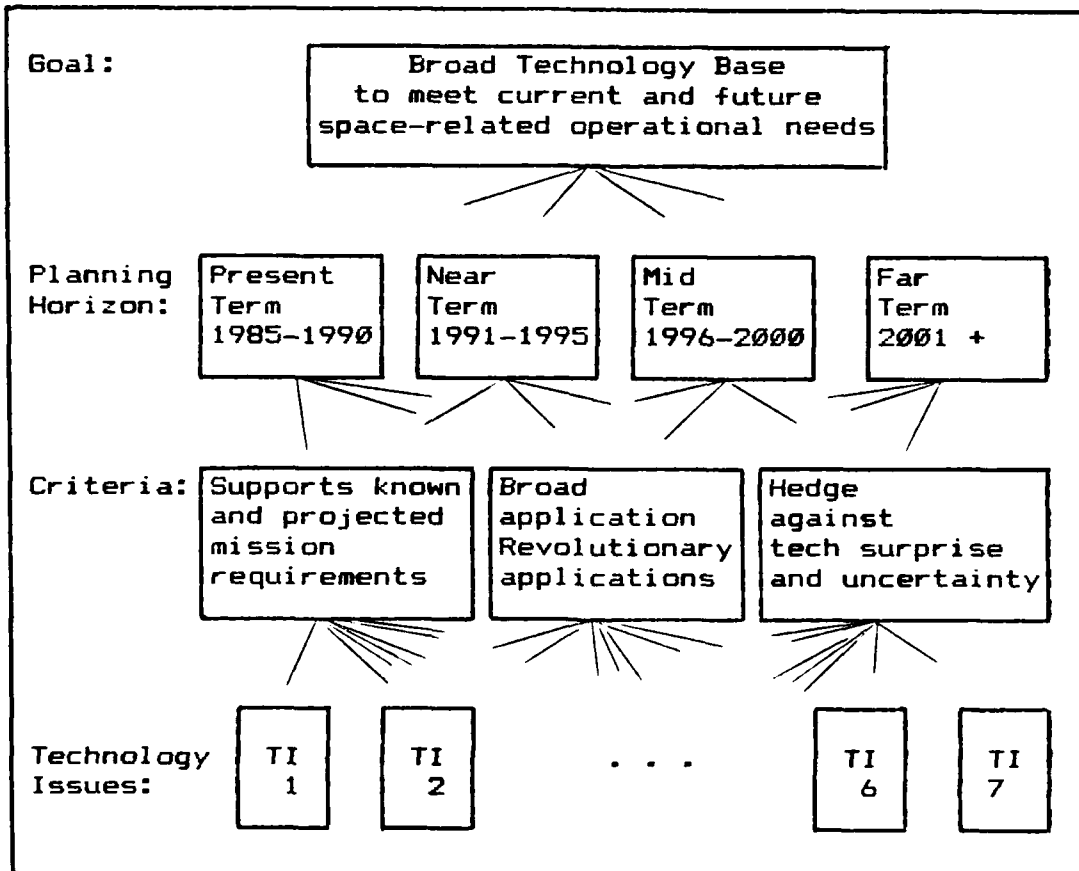 Goal:
Broad Technology Base
to meet current and future
space-related operational needs
Planning
Horizon:
Present
Term
1985-1990
Near
Term
1991-1995
Mid
Term
1996-2000
Far
Term
2001 +
Criteria:
Supports known
and projected
mission
requirements
Broad
application
Revolutionary
applications
Hedge
against
tech surprise
and uncertainty
Technology
Issues:
TI
1
TI
2
. . .
TI
6
TI
7